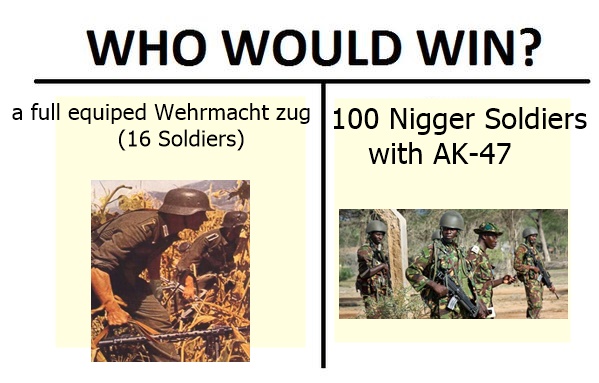 WHO WOULD WIN?
a full equiped Wehrmacht zug
(16 Soldiers)
100 Nigger Soldiers
with AK-47